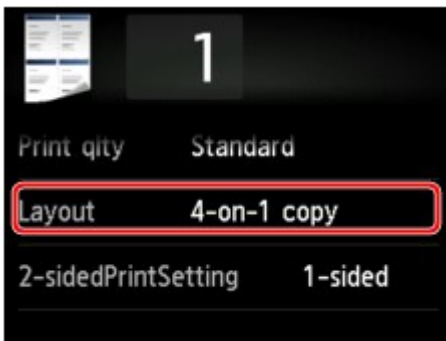 1
Print qlty Standard
Layout 4-on-1 copy
2-sidedPrintSetting 1-sided